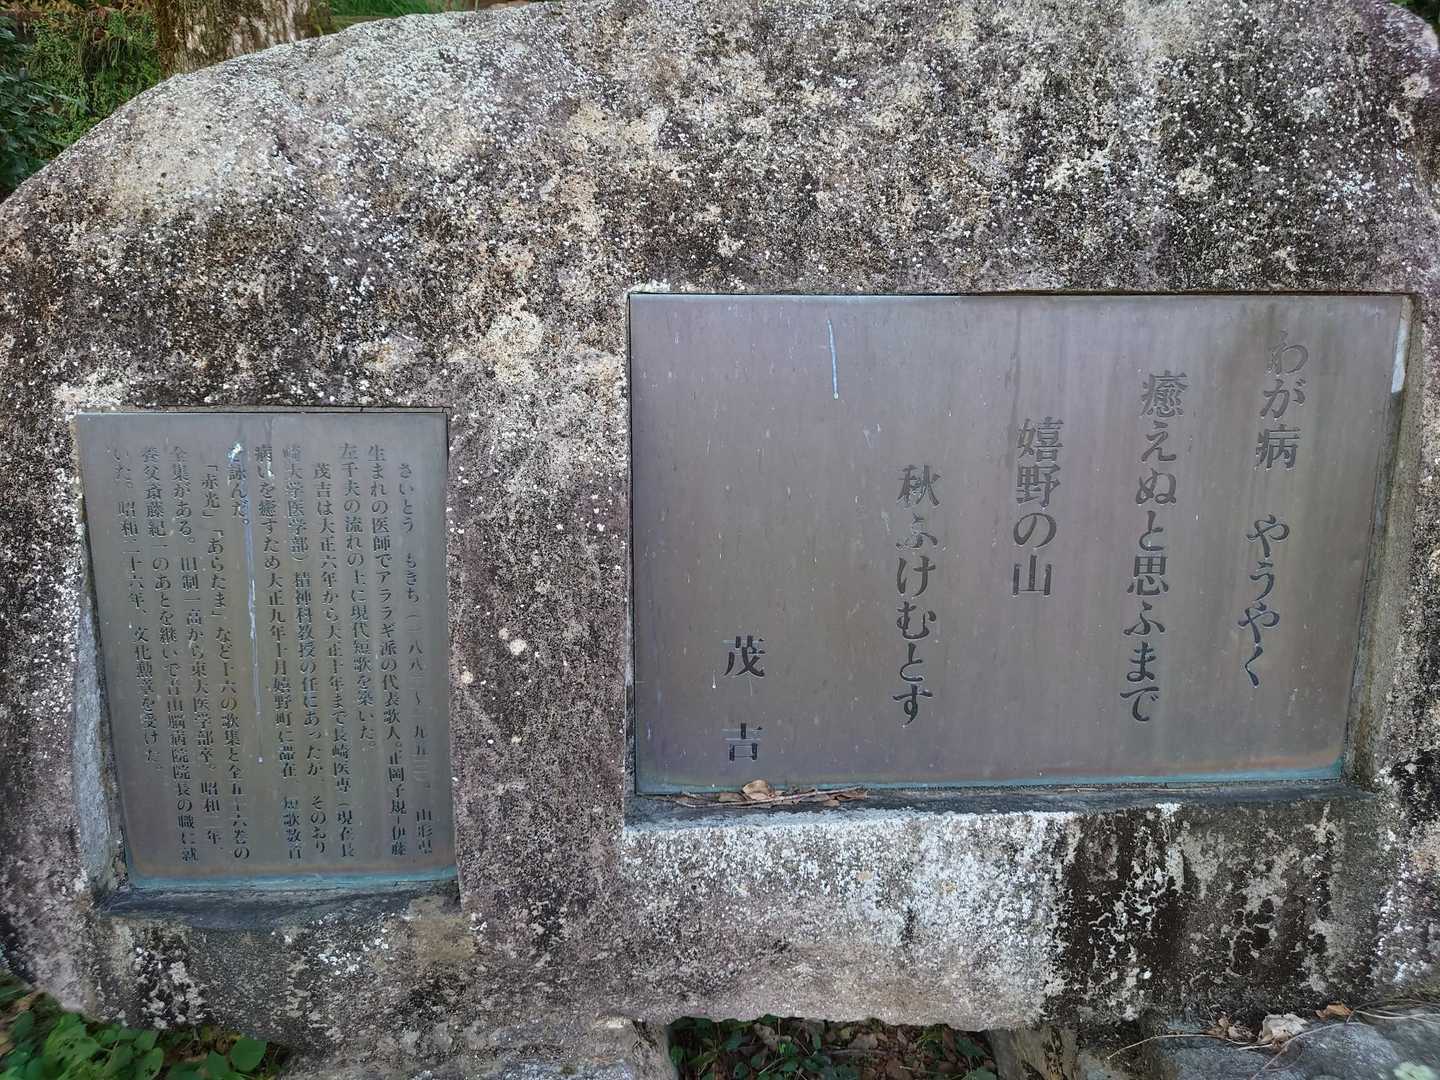 わが病 やうやく
癒えぬと思ふまで
嬉野の山
秋ふけむとす
茂吉
さいとう もきち（一八八二～一九五三）。山形県
生まれの医師でアララギ派の代表歌人。正岡子規－伊藤
左千夫の流れの上に現代短歌を築いた。
茂吉は大正六年から大正十年まで長崎医専（現在長
崎大学医学部）精神科教授の任にあったが そのおり
病いを癒すため大正九年十月嬉野町に滞在 短歌数首
詠んだ。
「赤光」「あらたま」など十六の歌集と全五十六巻の
全集がある。旧制一高から東大医学部卒。昭和二年、
養父斎藤紀一のあとを継いで青山脳病院院長の職に就
いた。昭和二十六年、文化勲章を受けた。